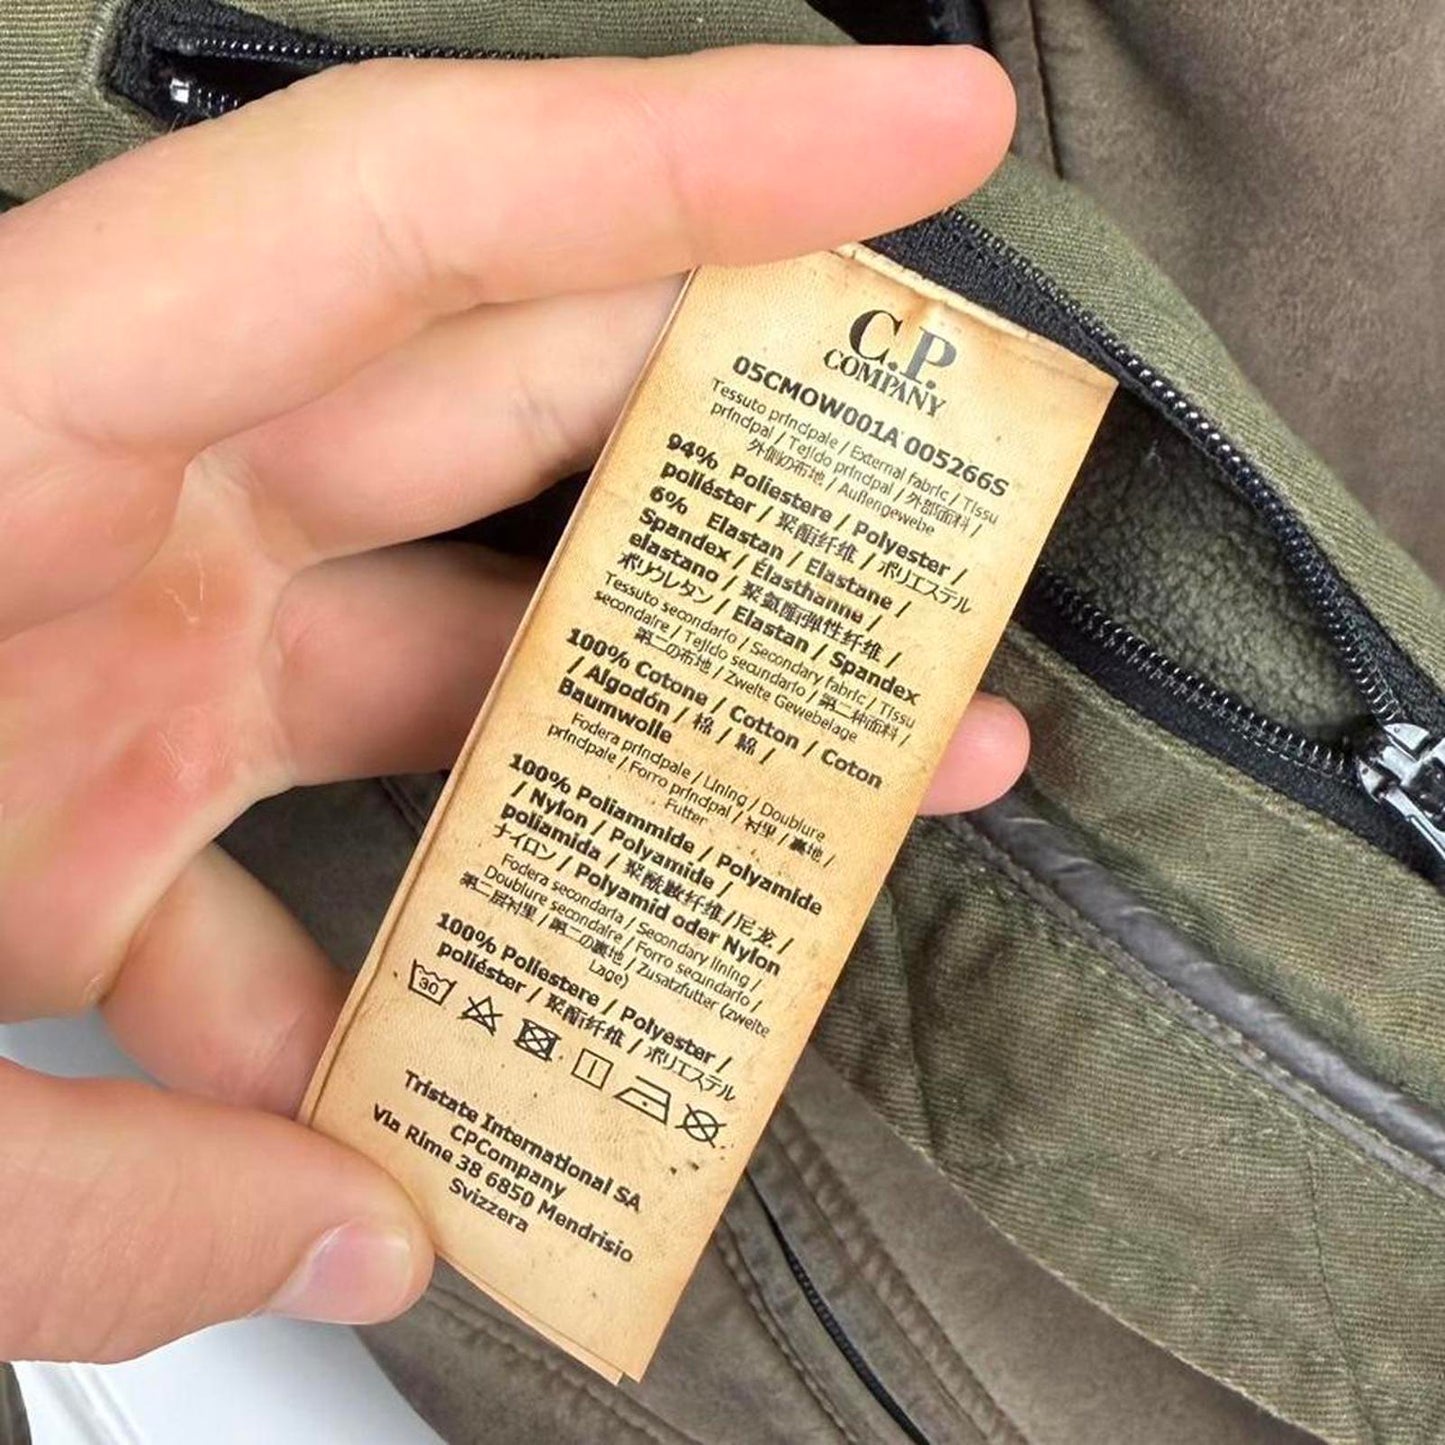 C.P.
COMPANY
05CMOW001A 005266S
Tessuto principale / External fabric / Tissu
principal / Tejido principal / 外部面料 /
外側の布地 / Außengewebe
94% Poliestere / Polyester /
poliéster / 聚酯纤维 / ポリエステル
6% Elastan / Elastane /
Spandex / Élasthanne /
elastano / 聚氨酯弹性纤维 /
ポリウレタン / Elastan / Spandex
Tessuto secondario / Secondary fabric / Tissu
secondaire / Tejido secundario / 第二种面料 /
第二の布地 / Zweite Gewebelage
100% Cotone / Cotton / Coton
/ Algodón / 棉 / 綿 /
Baumwolle
Fodera principale / Lining / Doublure
principale / Forro principal / 衬里 / 裏地 /
Futter
100% Poliammide / Polyamide
/ Nylon / Polyamide /
poliamida / 聚酰胺纤维/尼龙 /
ナイロン / Polyamid oder Nylon
Fodera secondaria / Secondary lining /
Doublure secondaire / Forro secundario /
第二层衬里 / 第二の裏地 / Zusatzfutter (zweite
Lage)
100% Poliestere / Polyester /
poliéster / 聚酯纤维 / ポリエステル
30
Tristate International SA
CPCompany
Via Rime 38 6850 Mendrisio
Svizzera